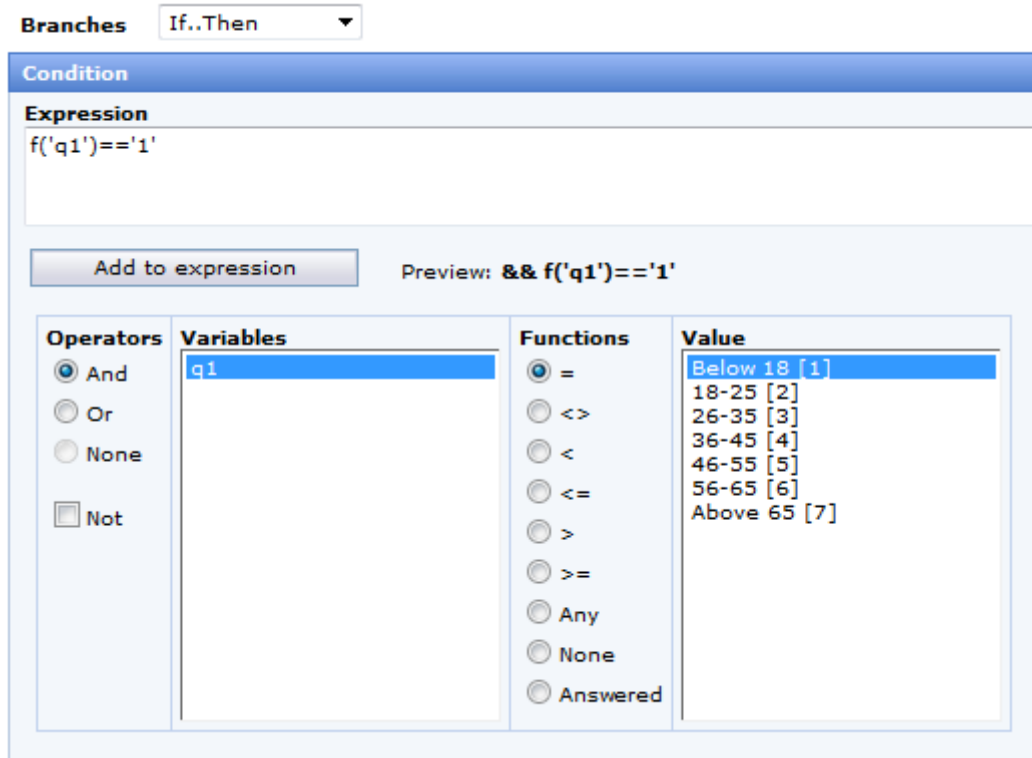 Branches If..Then
Condition
Expression
f('q1')=='1'
Add to expression Preview: && f('q1')=='1'
Operators Variables Functions Value
And q1 = Below 18 [1]
Or <> 18-25 [2]
None < 26-35 [3]
Not <= 36-45 [4]
> 46-55 [5]
>= 56-65 [6]
Any Above 65 [7]
None
Answered